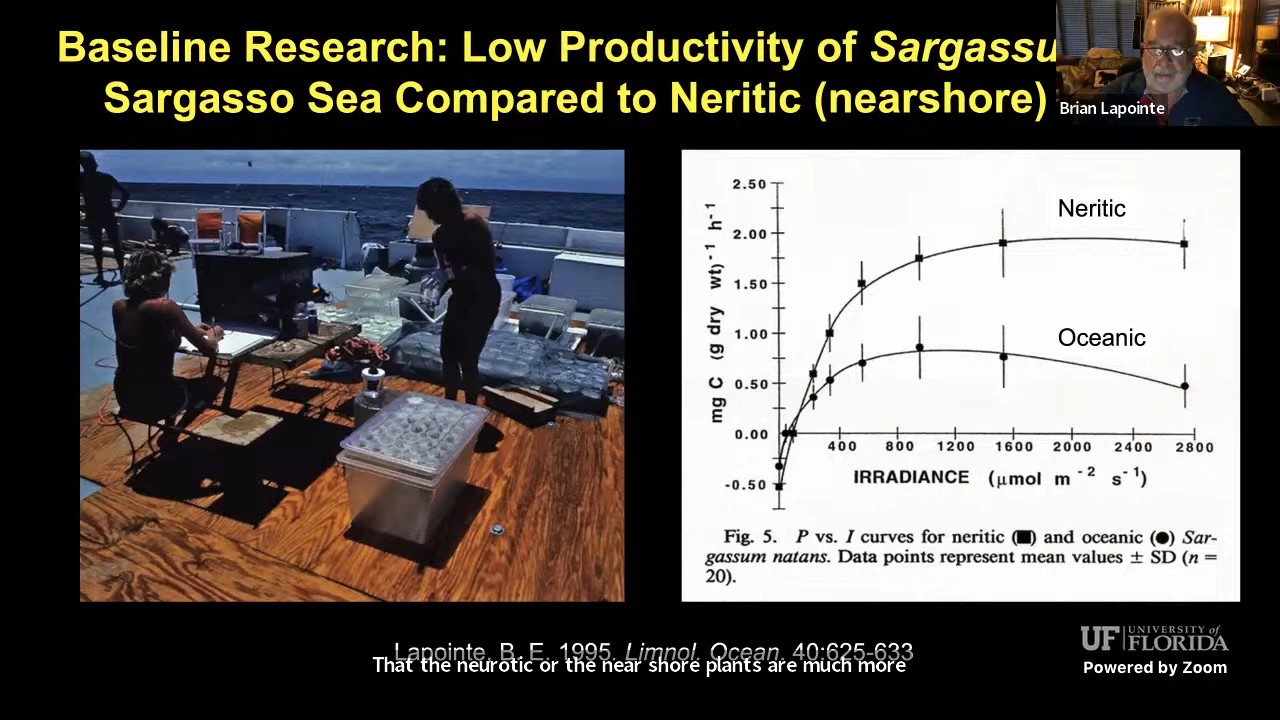 Baseline Research: Low Productivity of Sargassu
Sargasso Sea Compared to Neritic (nearshore)
Brian Lapointe
2.50
2.00
1.50
1.00
0.50
0.00
-0.50
mg C (g dry wt)-1 h-1
Neritic
Oceanic
400 800 1200 1600 2000 2400 2800
IRRADIANCE (μmol m-2 s-1)
Fig. 5. P vs. I curves for neritic (■) and oceanic (●) Sar-
gassum natans. Data points represent mean values ± SD (n =
20).
Lapointe, B. E. 1995. Limnol. Ocean. 40:625-633
That the neurotic or the near shore plants are much more
UF UNIVERSITY of
FLORIDA
Powered by Zoom